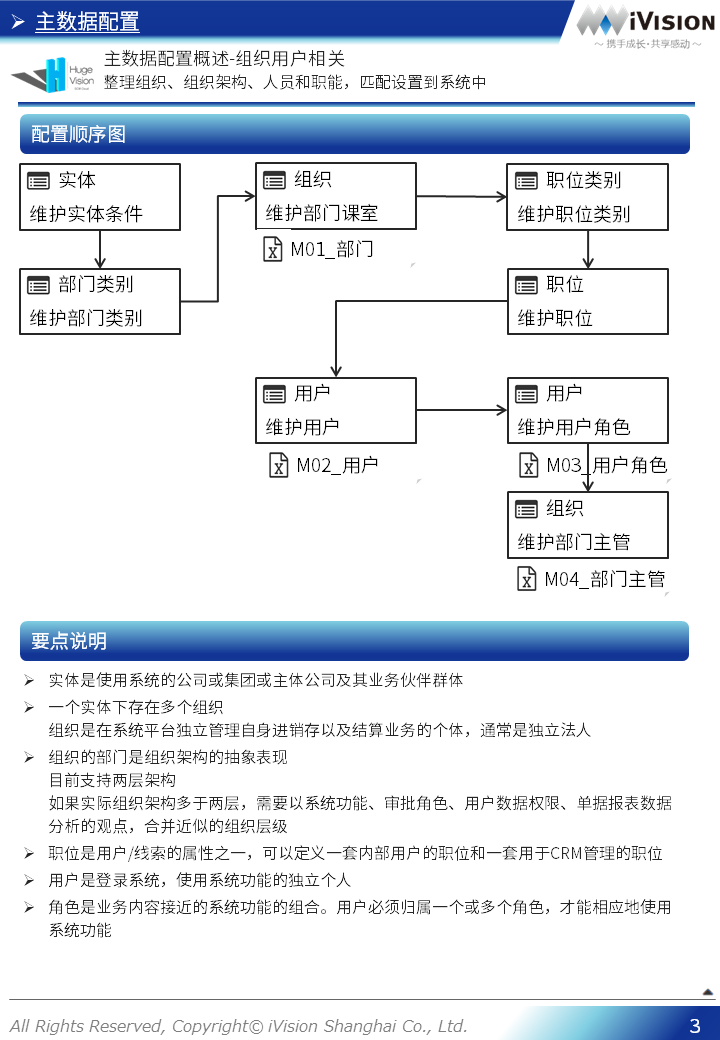 主数据配置
iVISION
～ 携手成长·共享感动 ～
Huge
Vision
主数据配置概述-组织用户相关
整理组织、组织架构、人员和职能，匹配设置到系统中
配置顺序图
实体
维护实体条件
组织
维护部门课室
M01_部门
职位类别
维护职位类别
部门类别
维护部门类别
职位
维护职位
用户
维护用户
M02_用户
用户
维护用户角色
M03_用户角色
组织
维护部门主管
M04_部门主管
要点说明
➢ 实体是使用系统的公司或集团或主体公司及其业务伙伴群体
➢ 一个实体下存在多个组织
组织是在系统平台独立管理自身进销存以及结算业务的个体，通常是独立法人
➢ 组织的部门是组织架构的抽象表现
目前支持两层架构
如果实际组织架构多于两层，需要以系统功能、审批角色、用户数据权限、单据报表数据
分析的观点，合并近似的组织层级
➢ 职位是用户/线索的属性之一，可以定义一套内部用户的职位和一套用于CRM管理的职位
➢ 用户是登录系统，使用系统功能的独立个人
➢ 角色是业务内容接近的系统功能的组合。用户必须归属一个或多个角色，才能相应地使用
系统功能
All Rights Reserved, Copyright© iVision Shanghai Co., Ltd.
3